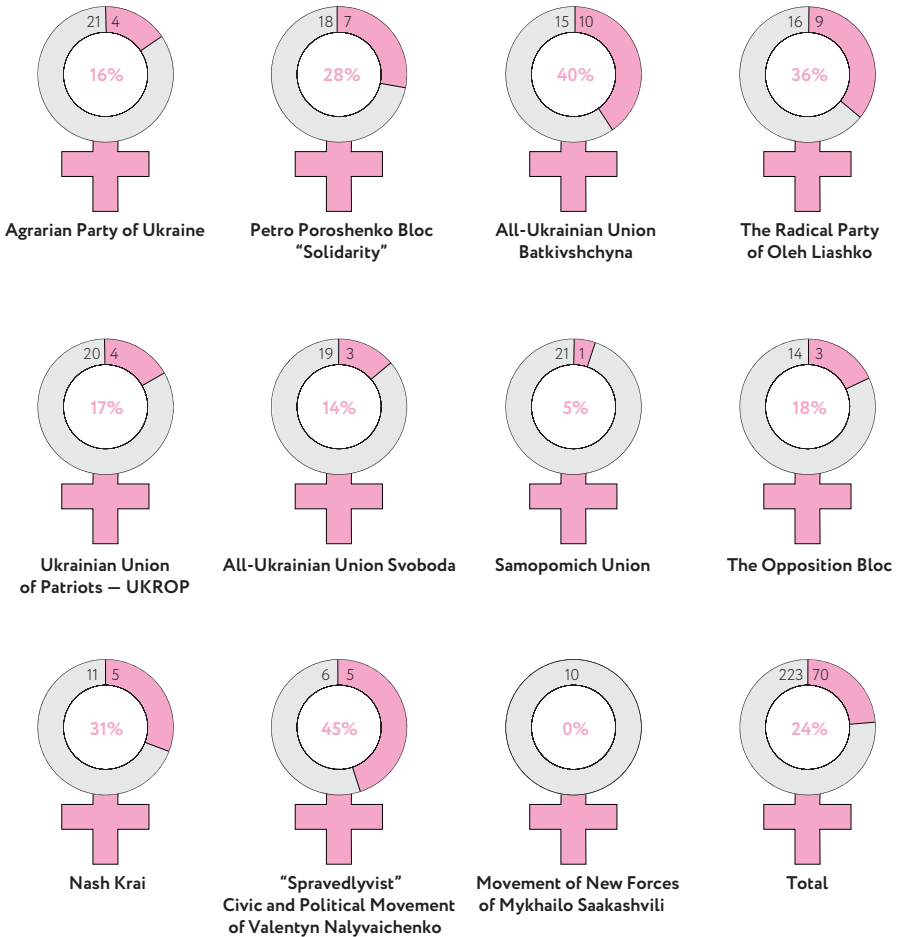 21 4
16%
Agrarian Party of Ukraine
18 7
28%
Petro Poroshenko Bloc
“Solidarity”
15 10
40%
All-Ukrainian Union
Batkivshchyna
16 9
36%
The Radical Party
of Oleh Liashko
20 4
17%
Ukrainian Union
of Patriots — UKROP
19 3
14%
All-Ukrainian Union Svoboda
21 1
5%
Samopomich Union
14 3
18%
The Opposition Bloc
11 5
31%
Nash Krai
6 5
45%
“Spravedlyvist”
Civic and Political Movement
of Valentyn Nalyvaichenko
10
0%
Movement of New Forces
of Mykhailo Saakashvili
223 70
24%
Total